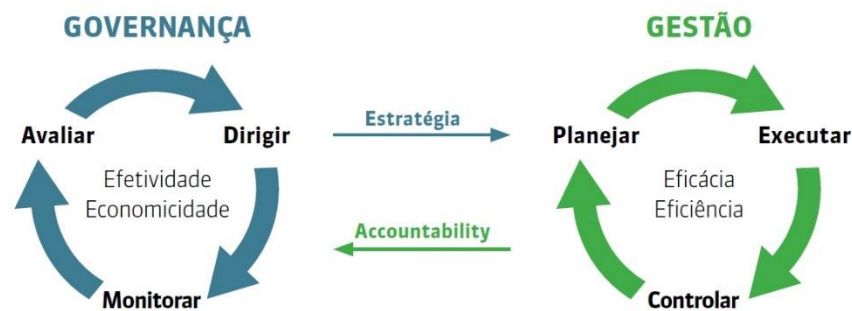 GOVERNANÇA
Avaliar
Dirigir
Efetividade
Economicidade
Monitorar
Estratégia
Accountability
GESTÃO
Planejar
Executar
Eficácia
Eficiência
Controlar